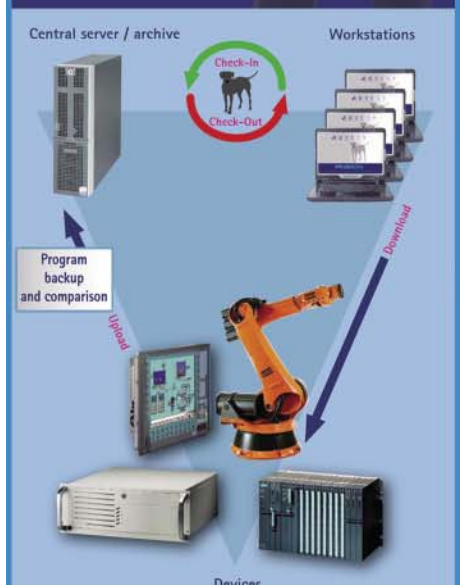 Central server / archive
Workstations
Check-In
Check-Out
Download
Program
backup
and comparison
Upload
Devices